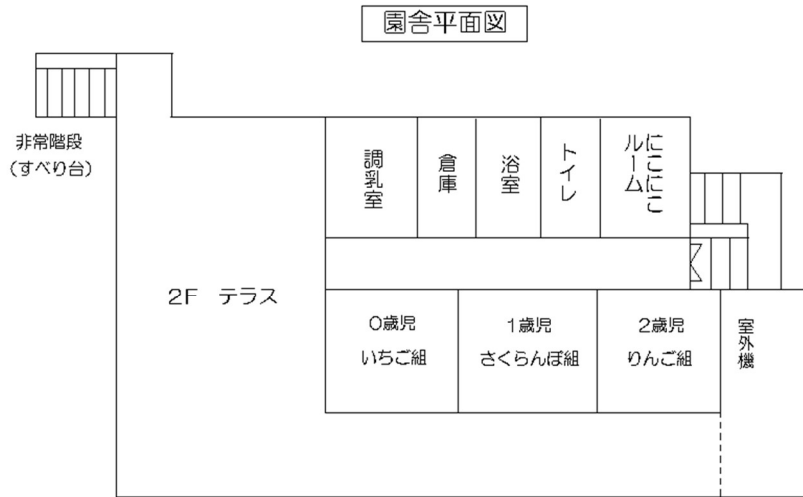 園舎平面図
非常階段
(すべり台)
調乳室
倉庫
浴室
トイレ
にこにこ
ルーム
2F テラス
0歳児
いちご組
1歳児
さくらんぼ組
2歳児
りんご組
室外機